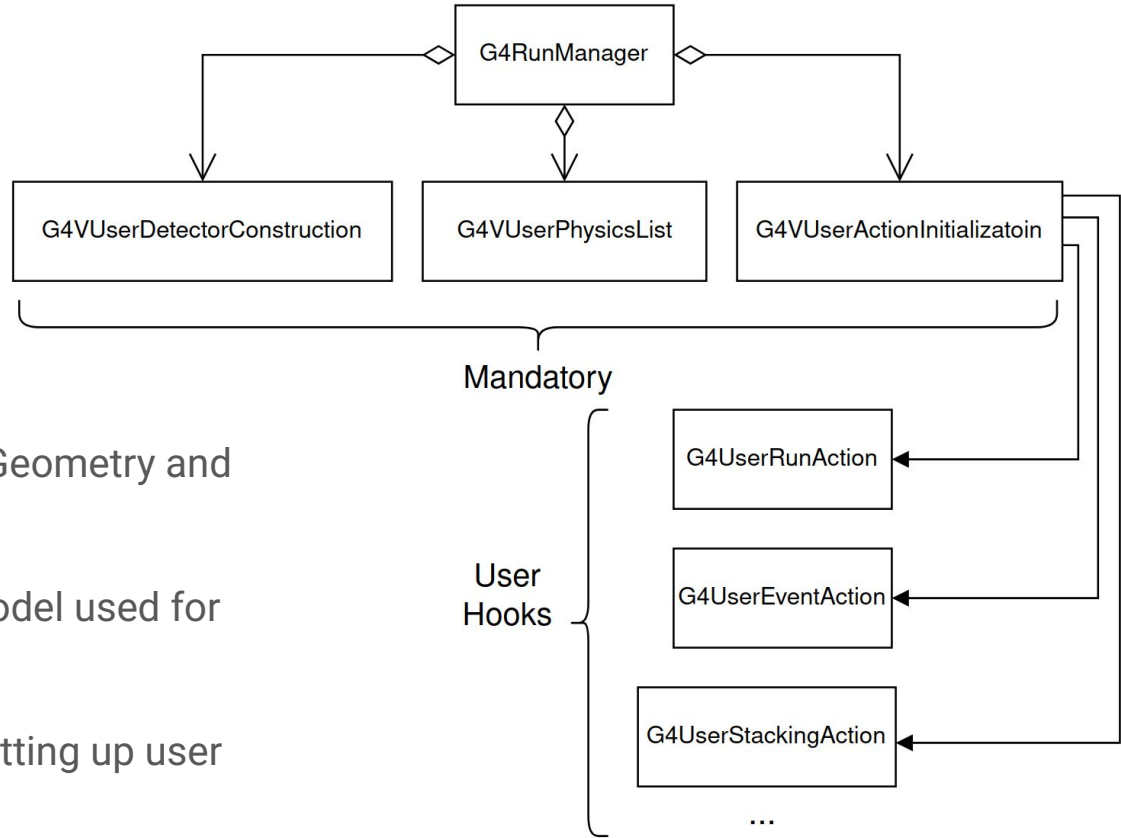 G4RunManager
G4VUserDetectorConstruction
G4VUserPhysicsList
G4VUserActionInitializatoin
Mandatory
Geometry and
odel used for
tting up user
User
Hooks
G4UserRunAction
G4UserEventAction
G4UserStackingAction
...